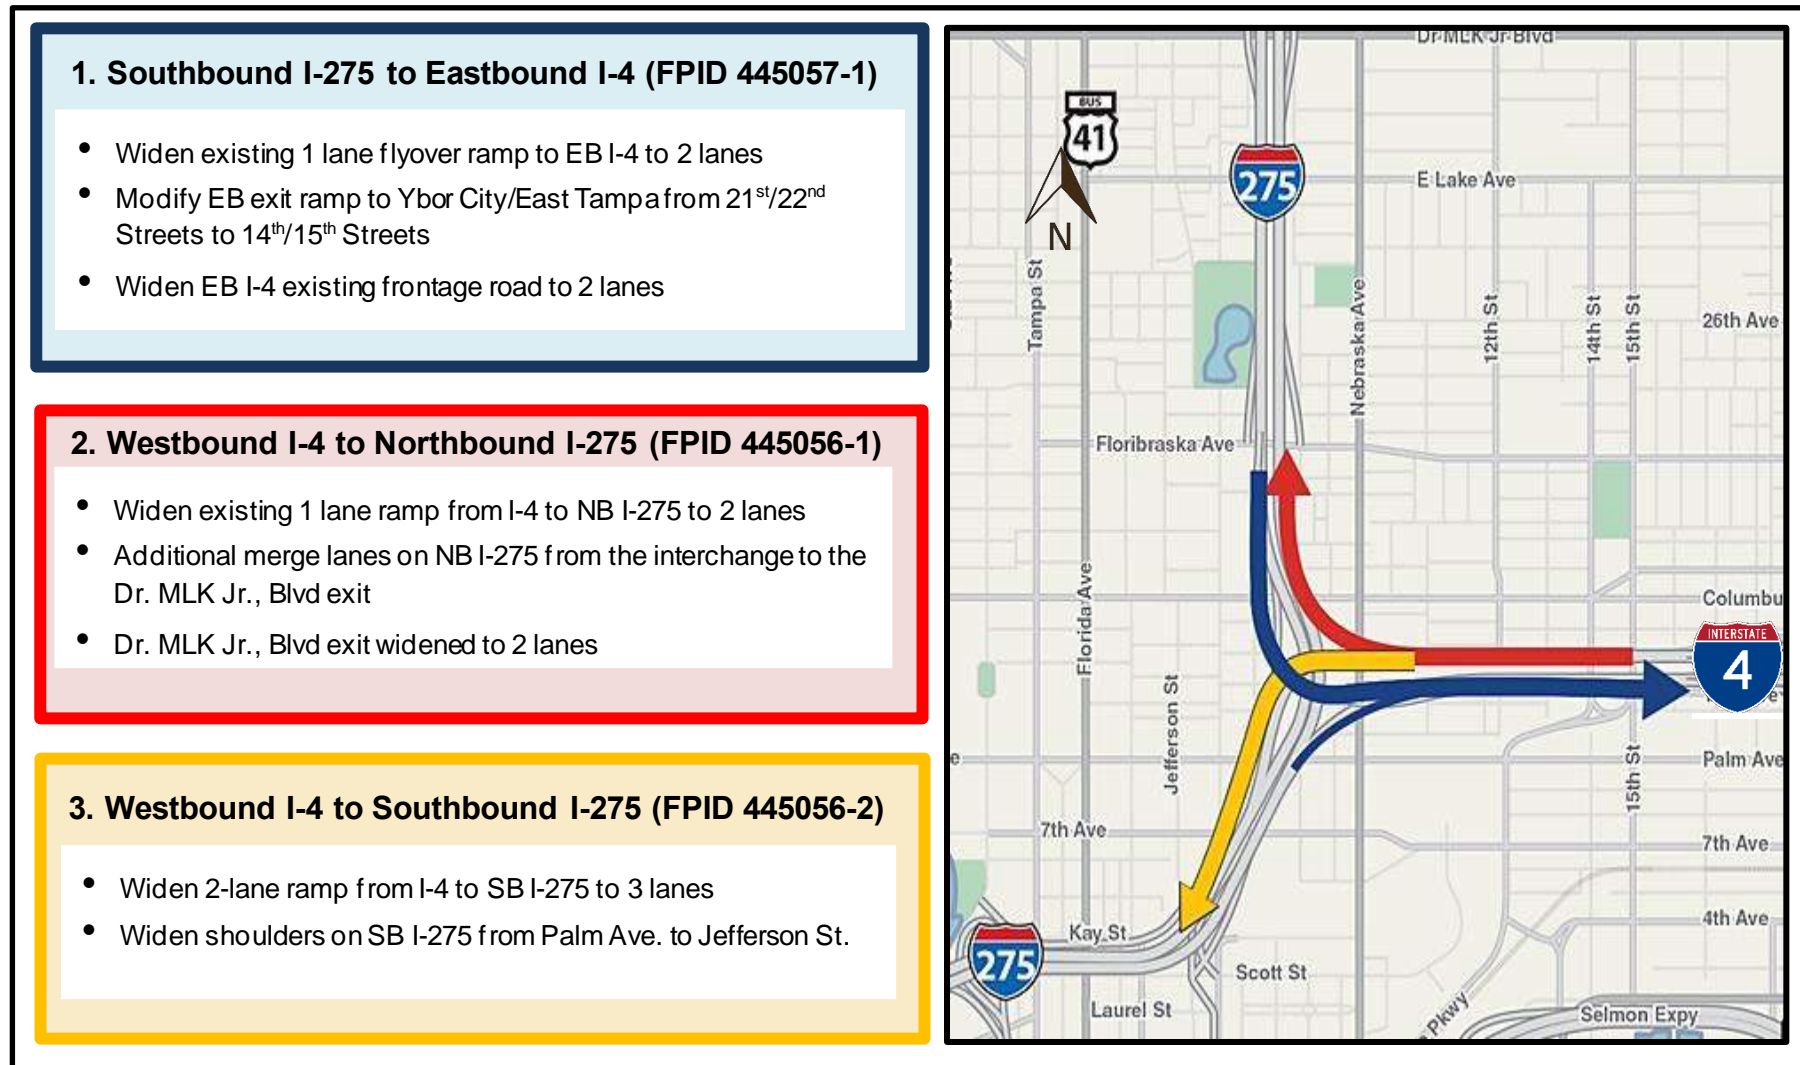 1. Southbound I-275 to Eastbound I-4 (FPID 445057-1)
• Widen existing 1 lane flyover ramp to EB I-4 to 2 lanes
• Modify EB exit ramp to Ybor City/East Tampa from 21st/22nd
Streets to 14th/15th Streets
• Widen EB I-4 existing frontage road to 2 lanes
2. Westbound I-4 to Northbound I-275 (FPID 445056-1)
• Widen existing 1 lane ramp from I-4 to NB I-275 to 2 lanes
• Additional merge lanes on NB I-275 from the interchange to the
Dr. MLK Jr., Blvd exit
• Dr. MLK Jr., Blvd exit widened to 2 lanes
3. Westbound I-4 to Southbound I-275 (FPID 445056-2)
• Widen 2-lane ramp from I-4 to SB I-275 to 3 lanes
• Widen shoulders on SB I-275 from Palm Ave. to Jefferson St.
Dr MLK Jr Blvd
BUS
41
275
E Lake Ave
N
Tampa St
Nebraska Ave
12th St
14th St
15th St
26th Ave
Floribraska Ave
Florida Ave
Columbu
INTERSTATE
4
Jefferson St
15th St
Palm Ave
7th Ave
7th Ave
4th Ave
Kay St
275
Scott St
Laurel St
Pkwy
Selmon Expy